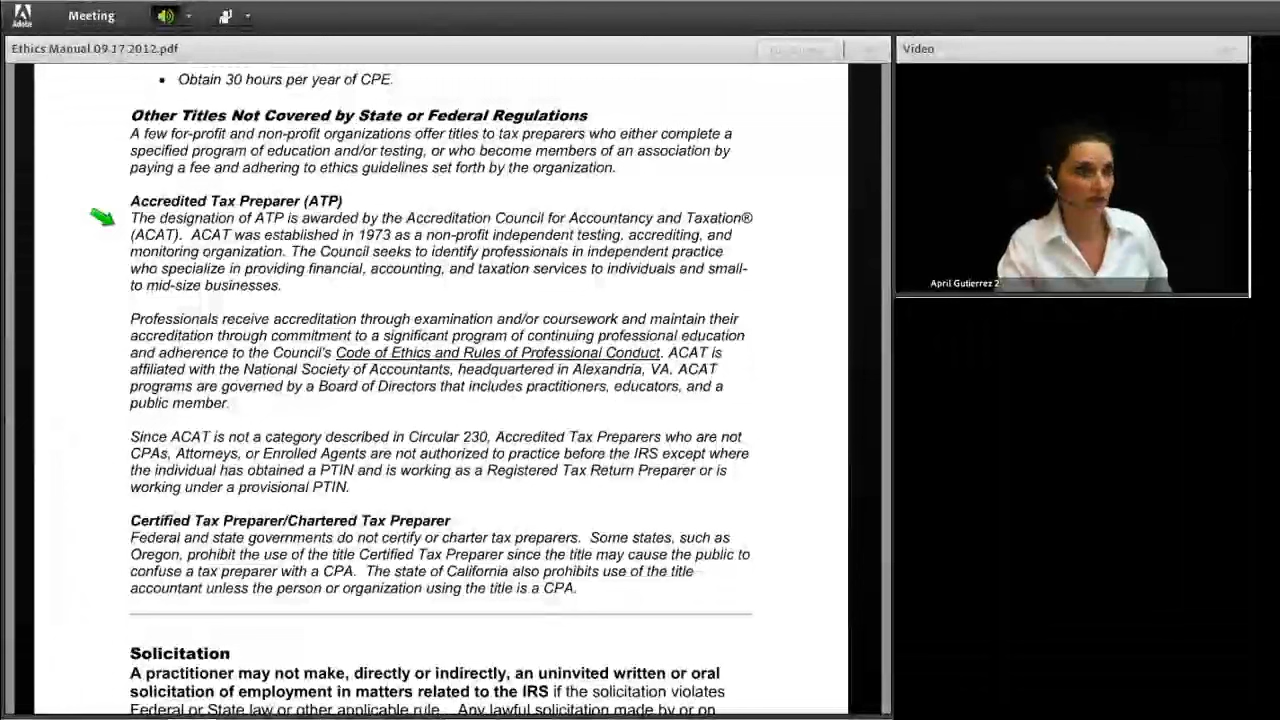 Adobe
Meeting
Ethics Manual 09.17.2012.pdf
Video
• Obtain 30 hours per year of CPE.
Other Titles Not Covered by State or Federal Regulations
A few for-profit and non-profit organizations offer titles to tax preparers who either complete a
specified program of education and/or testing, or who become members of an association by
paying a fee and adhering to ethics guidelines set forth by the organization.
Accredited Tax Preparer (ATP)
The designation of ATP is awarded by the Accreditation Council for Accountancy and Taxation®
(ACAT). ACAT was established in 1973 as a non-profit independent testing, accrediting, and
monitoring organization. The Council seeks to identify professionals in independent practice
who specialize in providing financial, accounting, and taxation services to individuals and small-
to mid-size businesses.
Professionals receive accreditation through examination and/or coursework and maintain their
accreditation through commitment to a significant program of continuing professional education
and adherence to the Council's Code of Ethics and Rules of Professional Conduct. ACAT is
affiliated with the National Society of Accountants, headquartered in Alexandria, VA. ACAT
programs are governed by a Board of Directors that includes practitioners, educators, and a
public member.
Since ACAT is not a category described in Circular 230, Accredited Tax Preparers who are not
CPAs, Attorneys, or Enrolled Agents are not authorized to practice before the IRS except where
the individual has obtained a PTIN and is working as a Registered Tax Return Preparer or is
working under a provisional PTIN.
Certified Tax Preparer/Chartered Tax Preparer
Federal and state governments do not certify or charter tax preparers. Some states, such as
Oregon, prohibit the use of the title Certified Tax Preparer since the title may cause the public to
confuse a tax preparer with a CPA. The state of California also prohibits use of the title
accountant unless the person or organization using the title is a CPA.
Solicitation
A practitioner may not make, directly or indirectly, an uninvited written or oral
solicitation of employment in matters related to the IRS if the solicitation violates
Federal or State law or other applicable rule. Any lawful solicitation made by or on
April Gutierrez 2